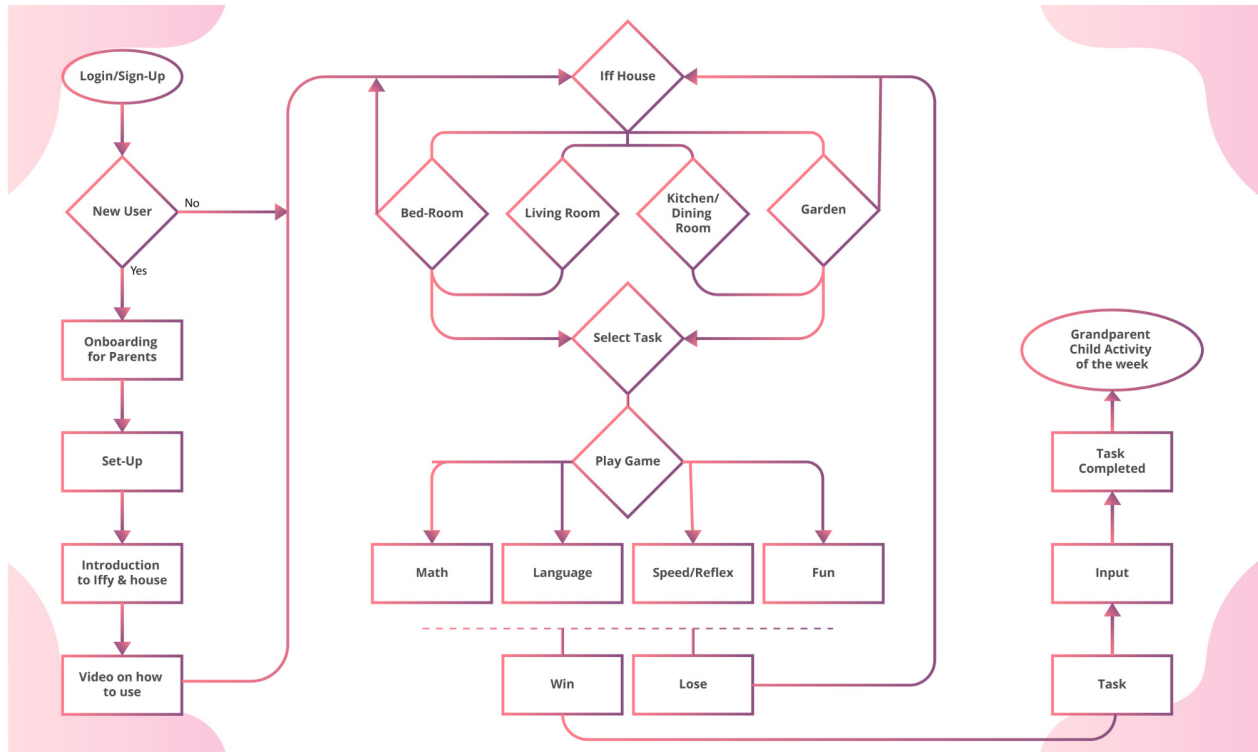 Login/Sign-Up
New User
No
Yes
Onboarding
for Parents
Set-Up
Introduction
to Iffy & house
Video on how
to use
Iff House
Bed-Room
Living Room
Kitchen/
Dining
Room
Garden
Select Task
Play Game
Math
Language
Speed/Reflex
Fun
Win
Lose
Grandparent
Child Activity
of the week
Task
Completed
Input
Task